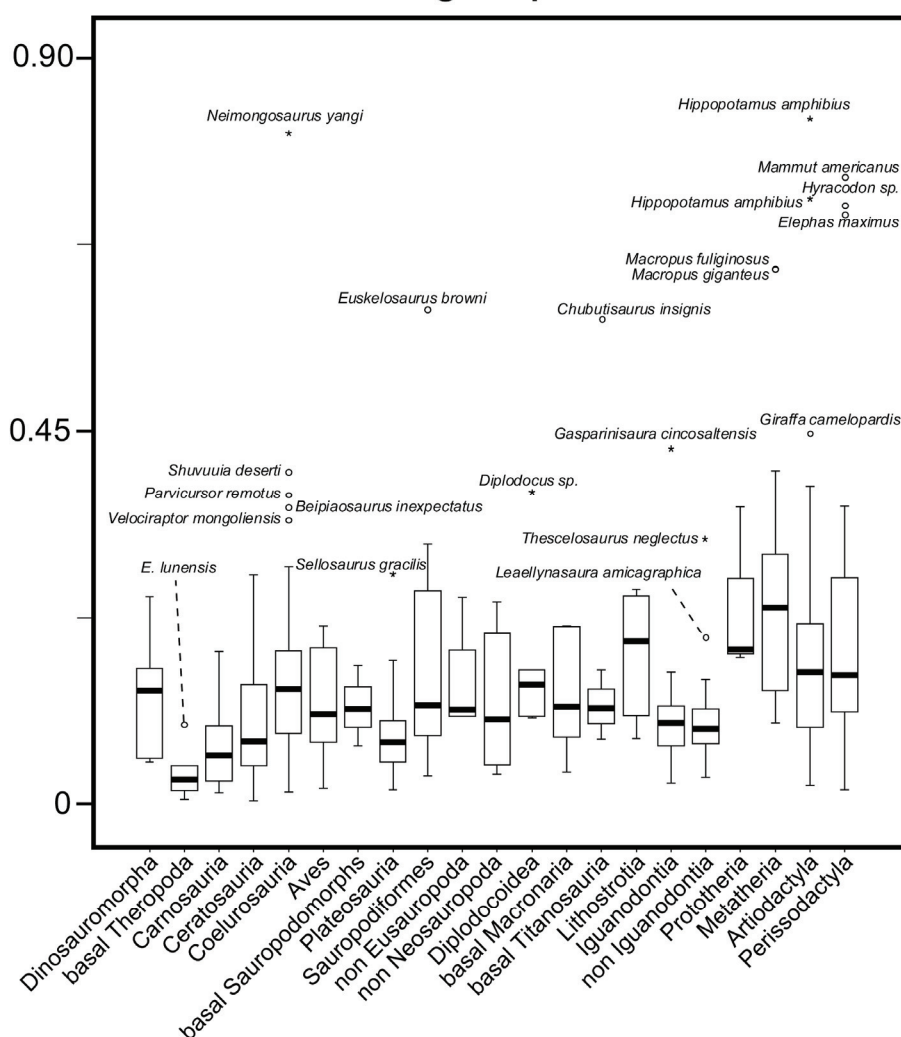 0.90
Neimongosaurus yangi
Hippopotamus amphibius
Mammut americanus
Hyracodon sp.
Hippopotamus amphibius
Elephas maximus
Macropus fuliginosus
Macropus giganteus
Euskelosaurus browni
Chubutisaurus insignis
0.45
Giraffa camelopardis
Gasparinisaura cincosaltensis
Shuvuuia deserti
Diplodocus sp.
Parvicursor remotus
Beipiaosaurus inexpectatus
Velociraptor mongoliensis
Thescelosaurus neglectus
E. lunensis
Sellosaurus gracilis
Leaellynasaura amicagraphica
0
Dinosauromorpha
basal Theropoda
Carnosauria
Ceratosauria
Coelurosauria
Aves
basal Sauropodomorphs
Plateosauria
Sauropodiformes
non Eusauropoda
non Neosauropoda
Diplodocoidea
basal Macronaria
basal Titanosauria
Lithostrotia
Iguanodontia
non Iguanodontia
Prototheria
Metatheria
Artiodactyla
Perissodactyla